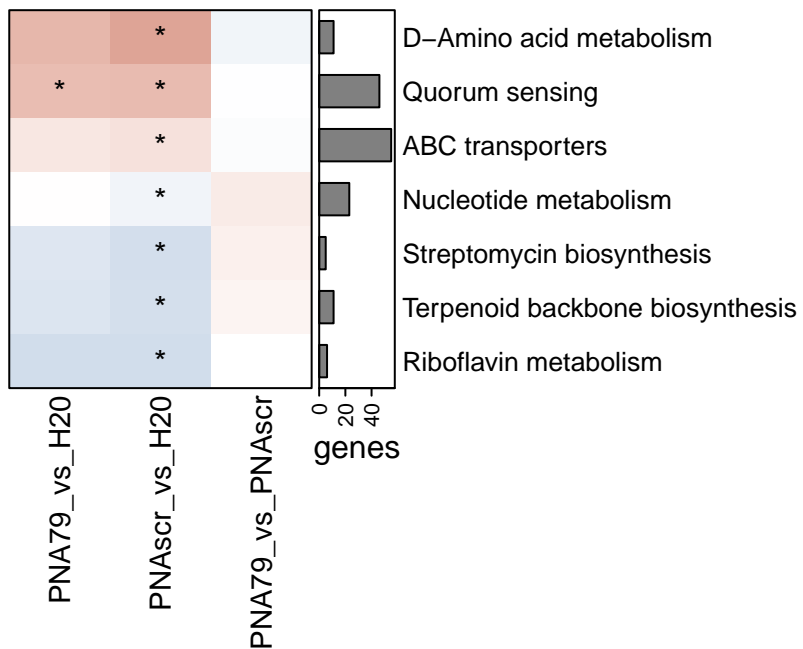 * D−Amino acid metabolism
* * Quorum sensing
* ABC transporters
* Nucleotide metabolism
* Streptomycin biosynthesis
* Terpenoid backbone biosynthesis
* Riboflavin metabolism
0 20 40
genes
PNA79_vs_H20
PNAscr_vs_H20
PNA79_vs_PNAscr